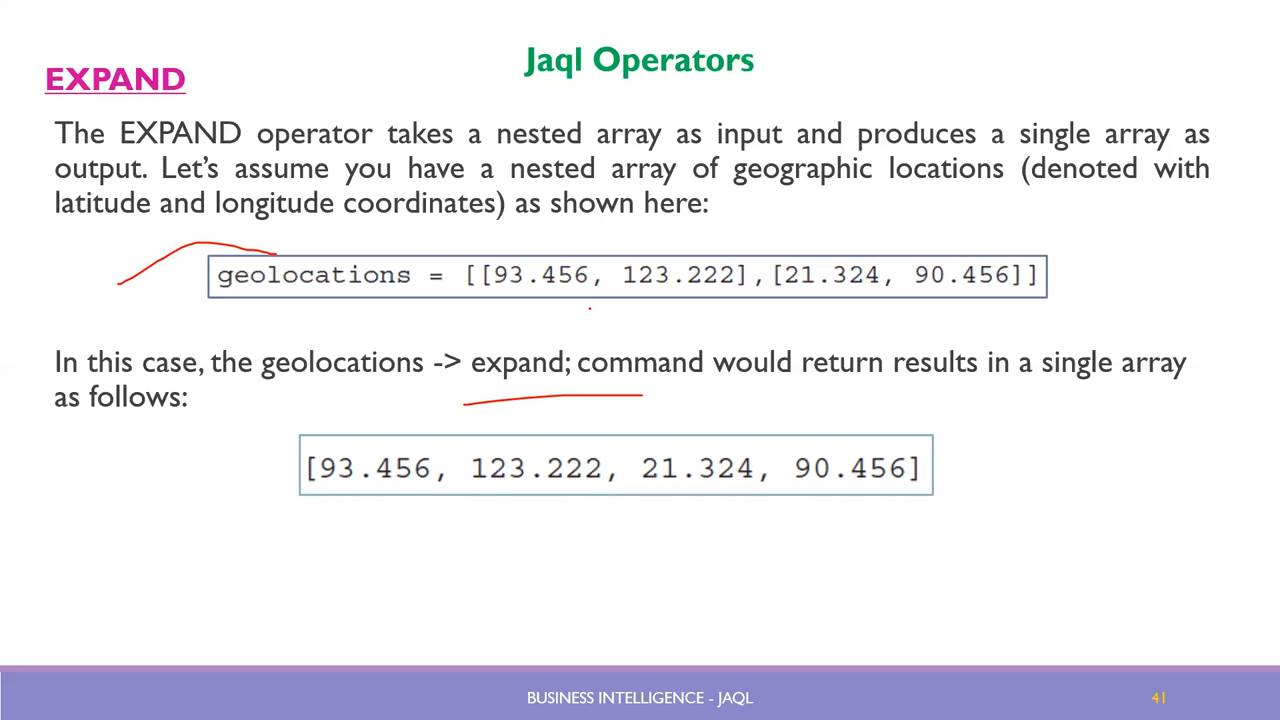 Jaql Operators
EXPAND
The EXPAND operator takes a nested array as input and produces a single array as
output. Let's assume you have a nested array of geographic locations (denoted with
latitude and longitude coordinates) as shown here:
geolocations = [[93.456, 123.222],[21.324, 90.456]]
In this case, the geolocations -> expand; command would return results in a single array
as follows:
[93.456, 123.222, 21.324, 90.456]
BUSINESS INTELLIGENCE - JAQL
41